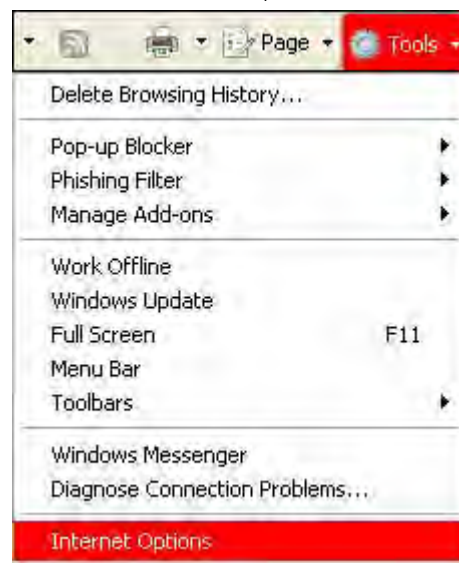 Page Tools
Delete Browsing History...
Pop-up Blocker
Phishing Filter
Manage Add-ons
Work Offline
Windows Update
Full Screen F11
Menu Bar
Toolbars
Windows Messenger
Diagnose Connection Problems...
Internet Options